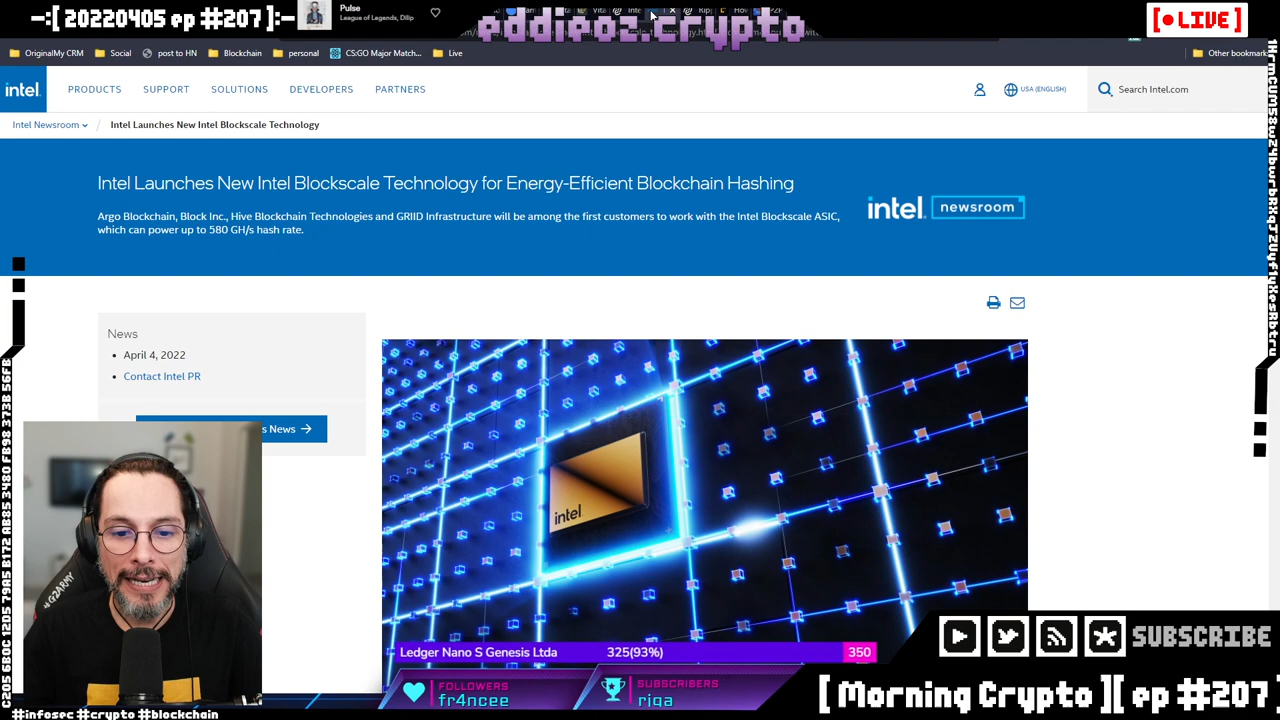 -:[ 20220405 ep #207]:-
Pulse
League of Legends, Dilip
eddieoz.crypto
[ LIVE ]
OriginalMy CRM
Social
post to HN
Blockchain
personal
CS:GO Major Match...
Live
Other bookmark
intel.
PRODUCTS
SUPPORT
SOLUTIONS
DEVELOPERS
PARTNERS
USA (ENGLISH)
Search Intel.com
Intel Newsroom / Intel Launches New Intel Blockscale Technology
Intel Launches New Intel Blockscale Technology for Energy-Efficient Blockchain Hashing
Argo Blockchain, Block Inc., Hive Blockchain Technologies and GRIID Infrastructure will be among the first customers to work with the Intel Blockscale ASIC,
which can power up to 580 GH/s hash rate.
intel. newsroom
News
• April 4, 2022
• Contact Intel PR
s News
intel
#G2ARMY
Ledger Nano S Genesis Ltda 325(93%) 350
FOLLOWERS
fr4ncee
SUBSCRIBERS
riga
SUBSCRIBE
[ Morning Crypto ][ ep #207 ]
#infosec #crypto #blockchain